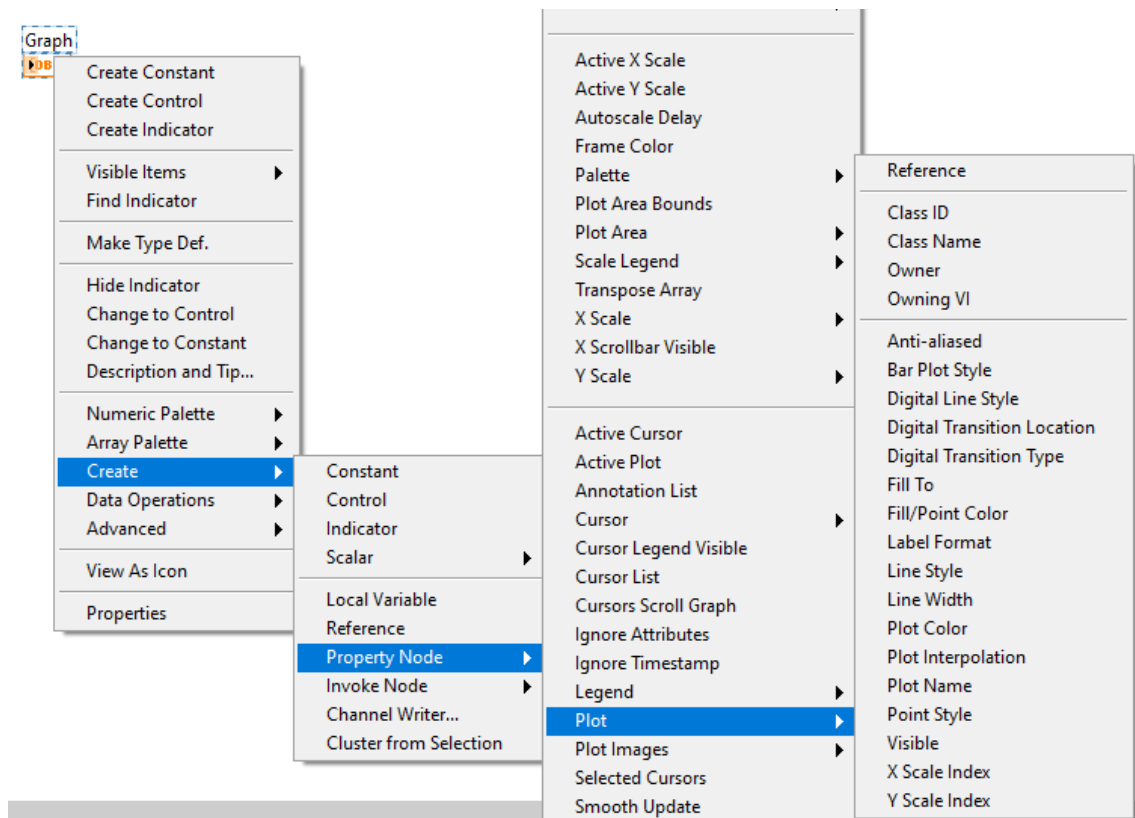 Graph
DB
Create Constant
Create Control
Create Indicator
Visible Items
Find Indicator
Make Type Def.
Hide Indicator
Change to Control
Change to Constant
Description and Tip...
Numeric Palette
Array Palette
Create
Data Operations
Advanced
View As Icon
Properties
Constant
Control
Indicator
Scalar
Local Variable
Reference
Property Node
Invoke Node
Channel Writer...
Cluster from Selection
Active X Scale
Active Y Scale
Autoscale Delay
Frame Color
Palette
Plot Area Bounds
Plot Area
Scale Legend
Transpose Array
X Scale
X Scrollbar Visible
Y Scale
Active Cursor
Active Plot
Annotation List
Cursor
Cursor Legend Visible
Cursor List
Cursors Scroll Graph
Ignore Attributes
Ignore Timestamp
Legend
Plot
Plot Images
Selected Cursors
Smooth Update
Reference
Class ID
Class Name
Owner
Owning VI
Anti-aliased
Bar Plot Style
Digital Line Style
Digital Transition Location
Digital Transition Type
Fill To
Fill/Point Color
Label Format
Line Style
Line Width
Plot Color
Plot Interpolation
Plot Name
Point Style
Visible
X Scale Index
Y Scale Index